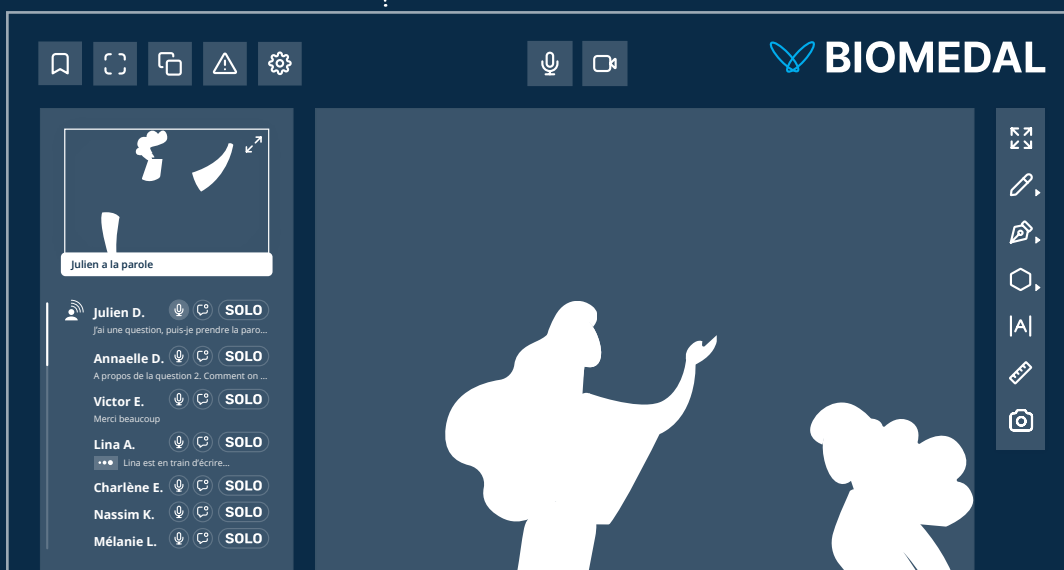 BIOMEDAL
Julien a la parole
Julien D. SOLO
J'ai une question, puis-je prendre la paro...
Annaelle D. SOLO
A propos de la question 2. Comment on ...
Victor E. SOLO
Merci beaucoup
Lina A. SOLO
Lina est en train d'écrire...
Charlène E. SOLO
Nassim K. SOLO
Mélanie L. SOLO
A